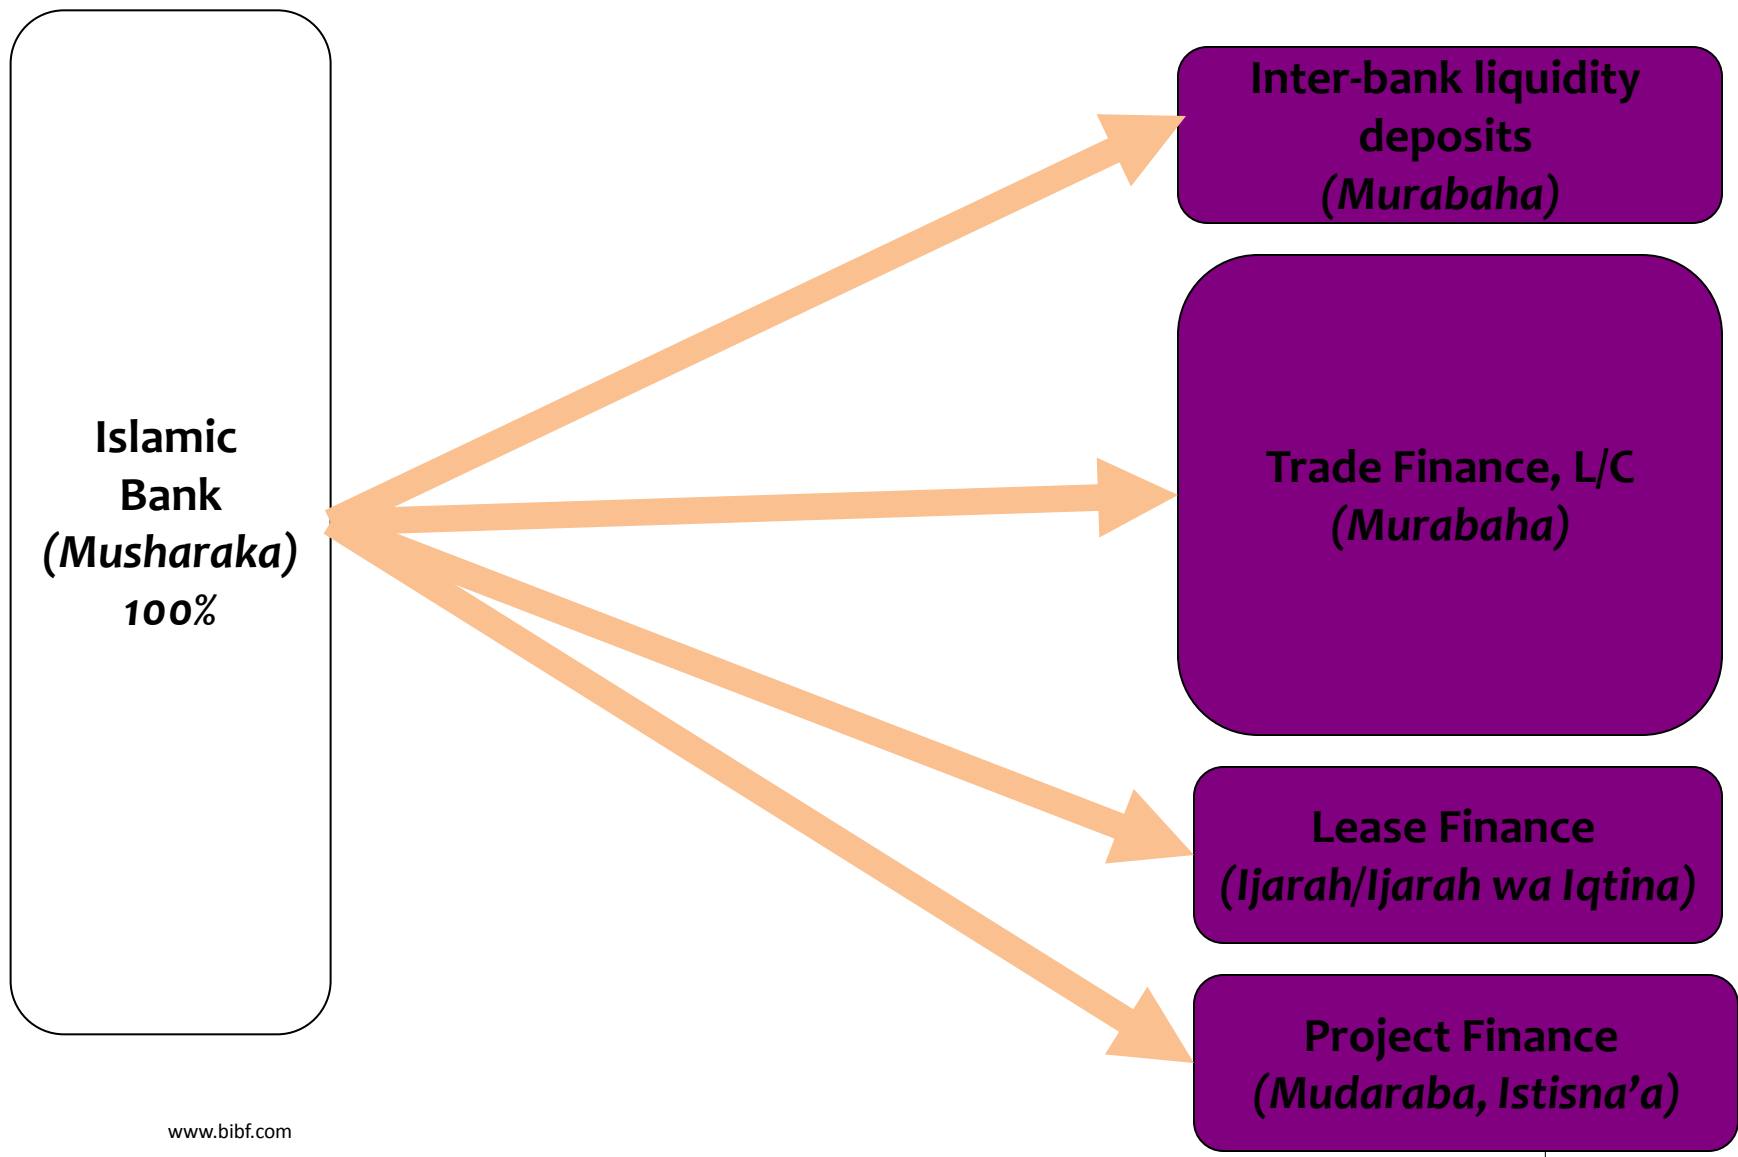 Islamic
Bank
(Musharaka)
100%
Inter-bank liquidity
deposits
(Murabaha)
Trade Finance, L/C
(Murabaha)
Lease Finance
(Ijarah/Ijarah wa Iqtina)
Project Finance
(Mudaraba, Istisna’a)
www.bibf.com